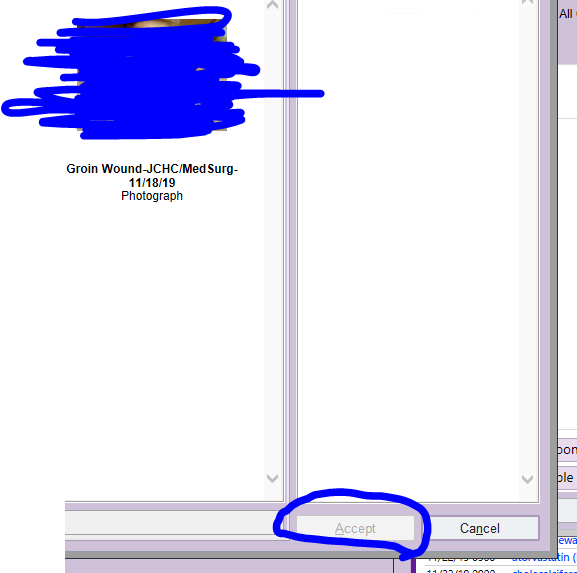 All
Groin Wound-JCHC/MedSurg-
11/18/19
Photograph
Accept
Cancel